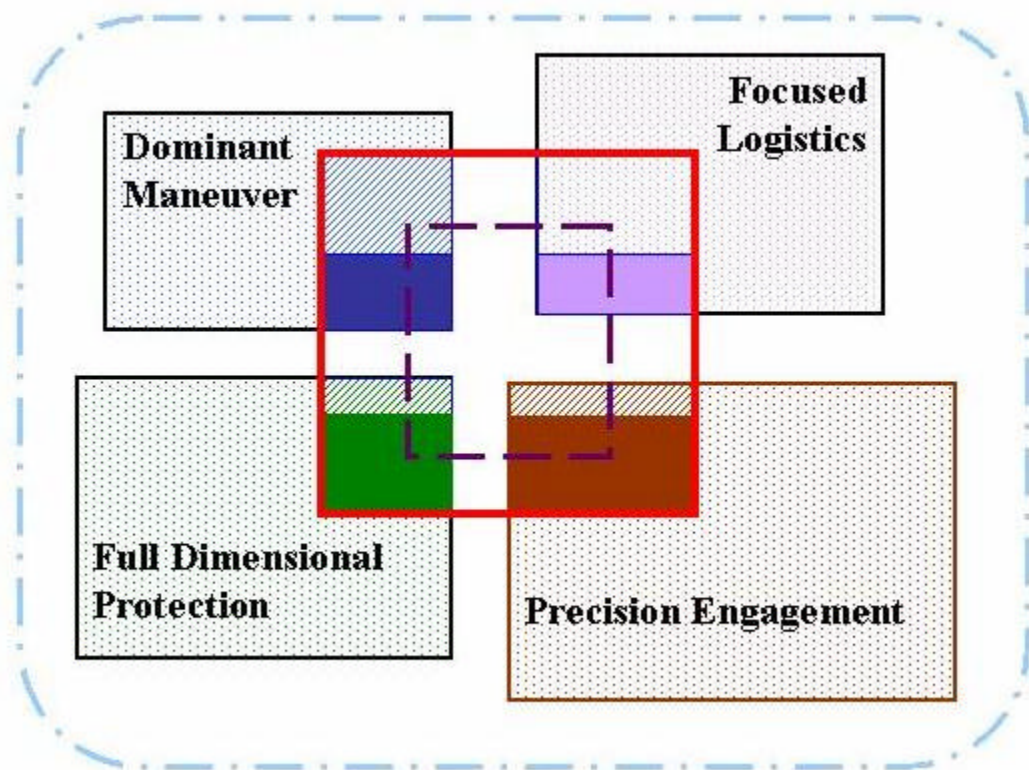 Dominant
Maneuver
Focused
Logistics
Full Dimensional
Protection
Precision Engagement